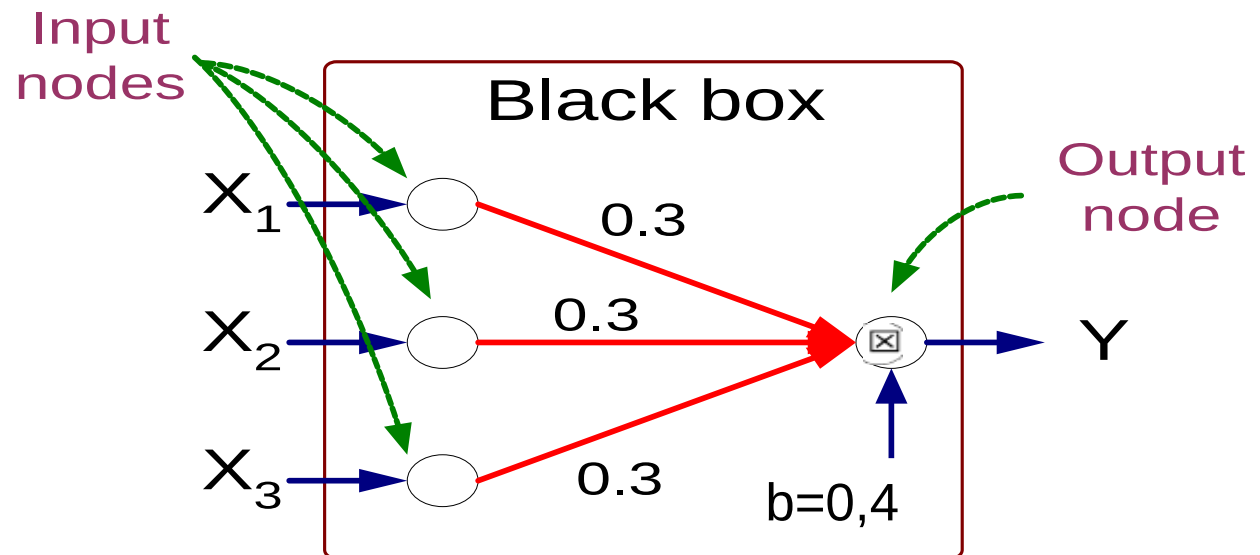 Input
nodes
Black box
Output
node
X1
0.3
X2
0.3
Y
X3
0.3
b=0,4